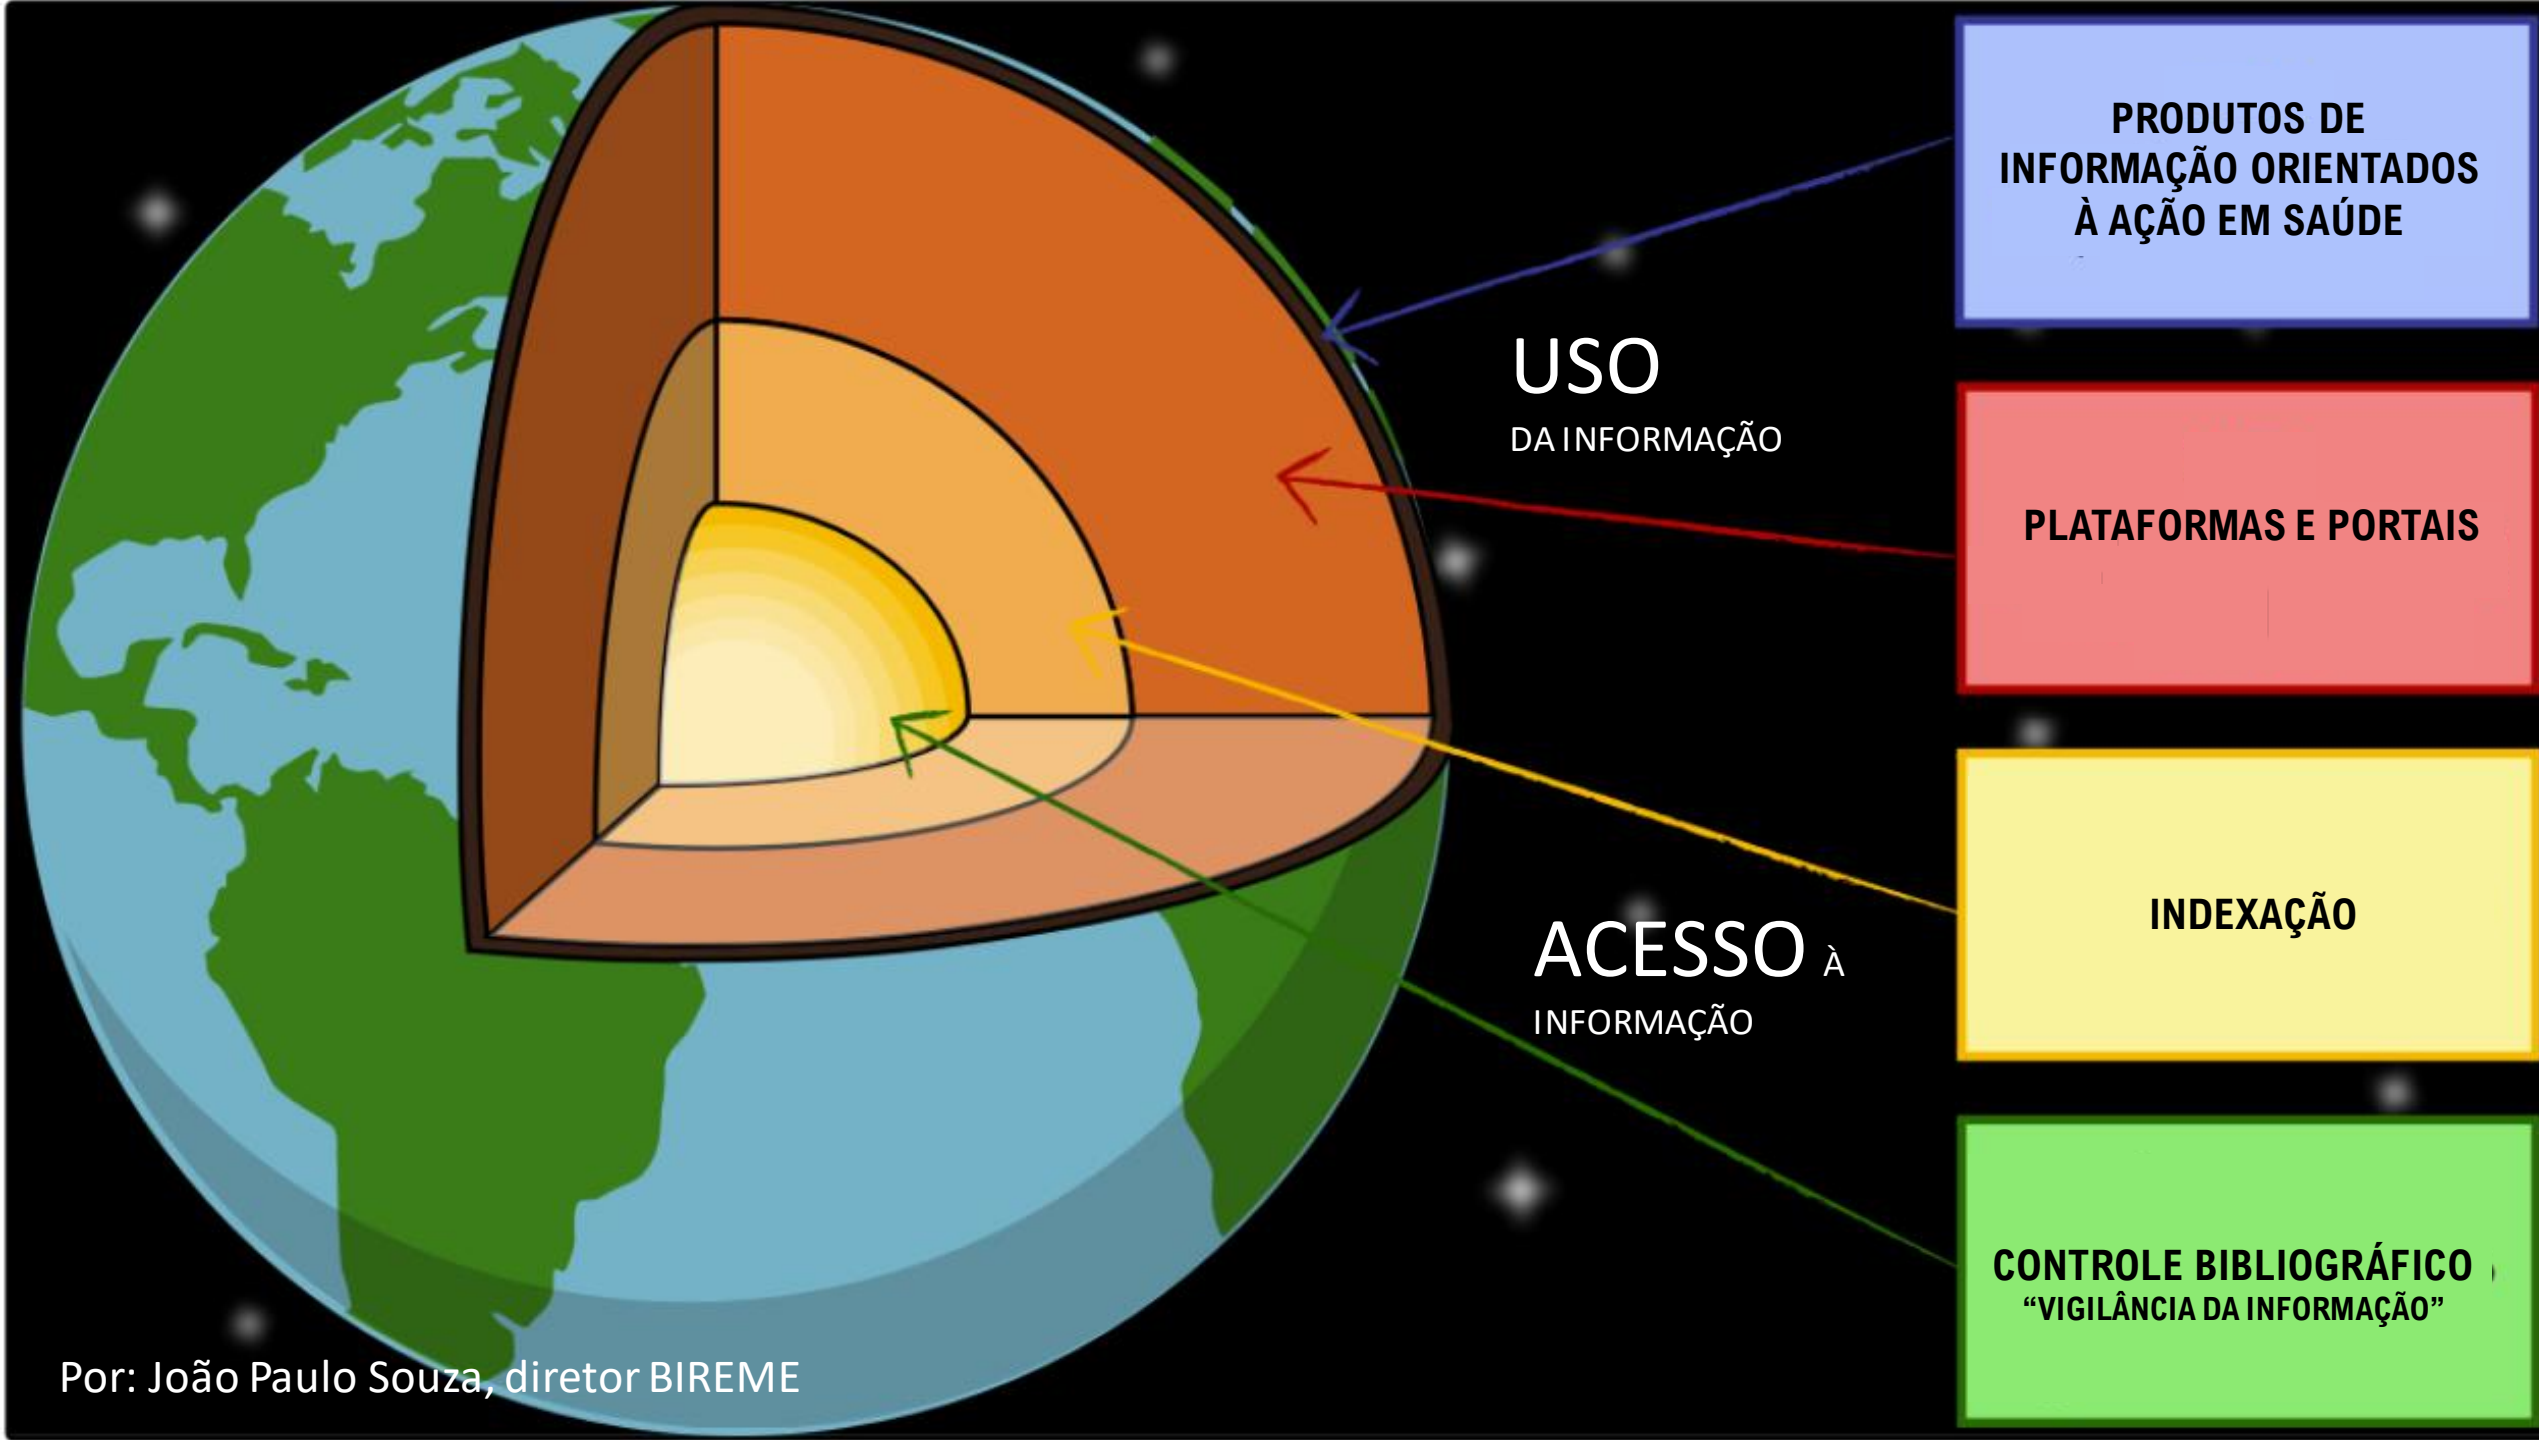 PRODUTOS DE
INFORMAÇÃO ORIENTADOS
À AÇÃO EM SAÚDE
USO
DA INFORMAÇÃO
PLATAFORMAS E PORTAIS
INDEXAÇÃO
ACESSO À
INFORMAÇÃO
CONTROLE BIBLIOGRÁFICO
“VIGILÂNCIA DA INFORMAÇÃO”
Por: João Paulo Souza, diretor BIREME